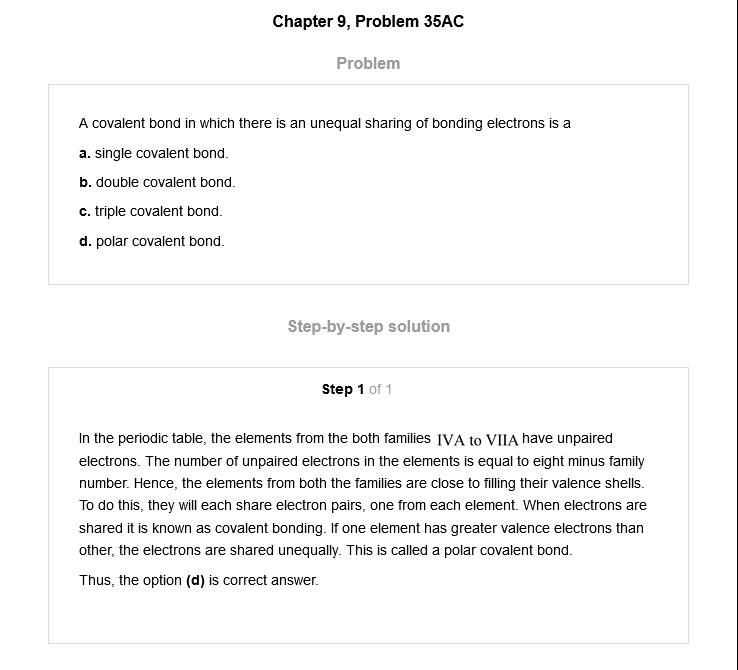 Chapter 9, Problem 35AC
Problem
A covalent bond in which there is an unequal sharing of bonding electrons is a
a. single covalent bond.
b. double covalent bond.
c. triple covalent bond.
d. polar covalent bond.
Step-by-step solution
Step 1 of 1
In the periodic table, the elements from the both families IVA to VIIA have unpaired
electrons. The number of unpaired electrons in the elements is equal to eight minus family
number. Hence, the elements from both the families are close to filling their valence shells.
To do this, they will each share electron pairs, one from each element. When electrons are
shared it is known as covalent bonding. If one element has greater valence electrons than
other, the electrons are shared unequally. This is called a polar covalent bond.
Thus, the option (d) is correct answer.